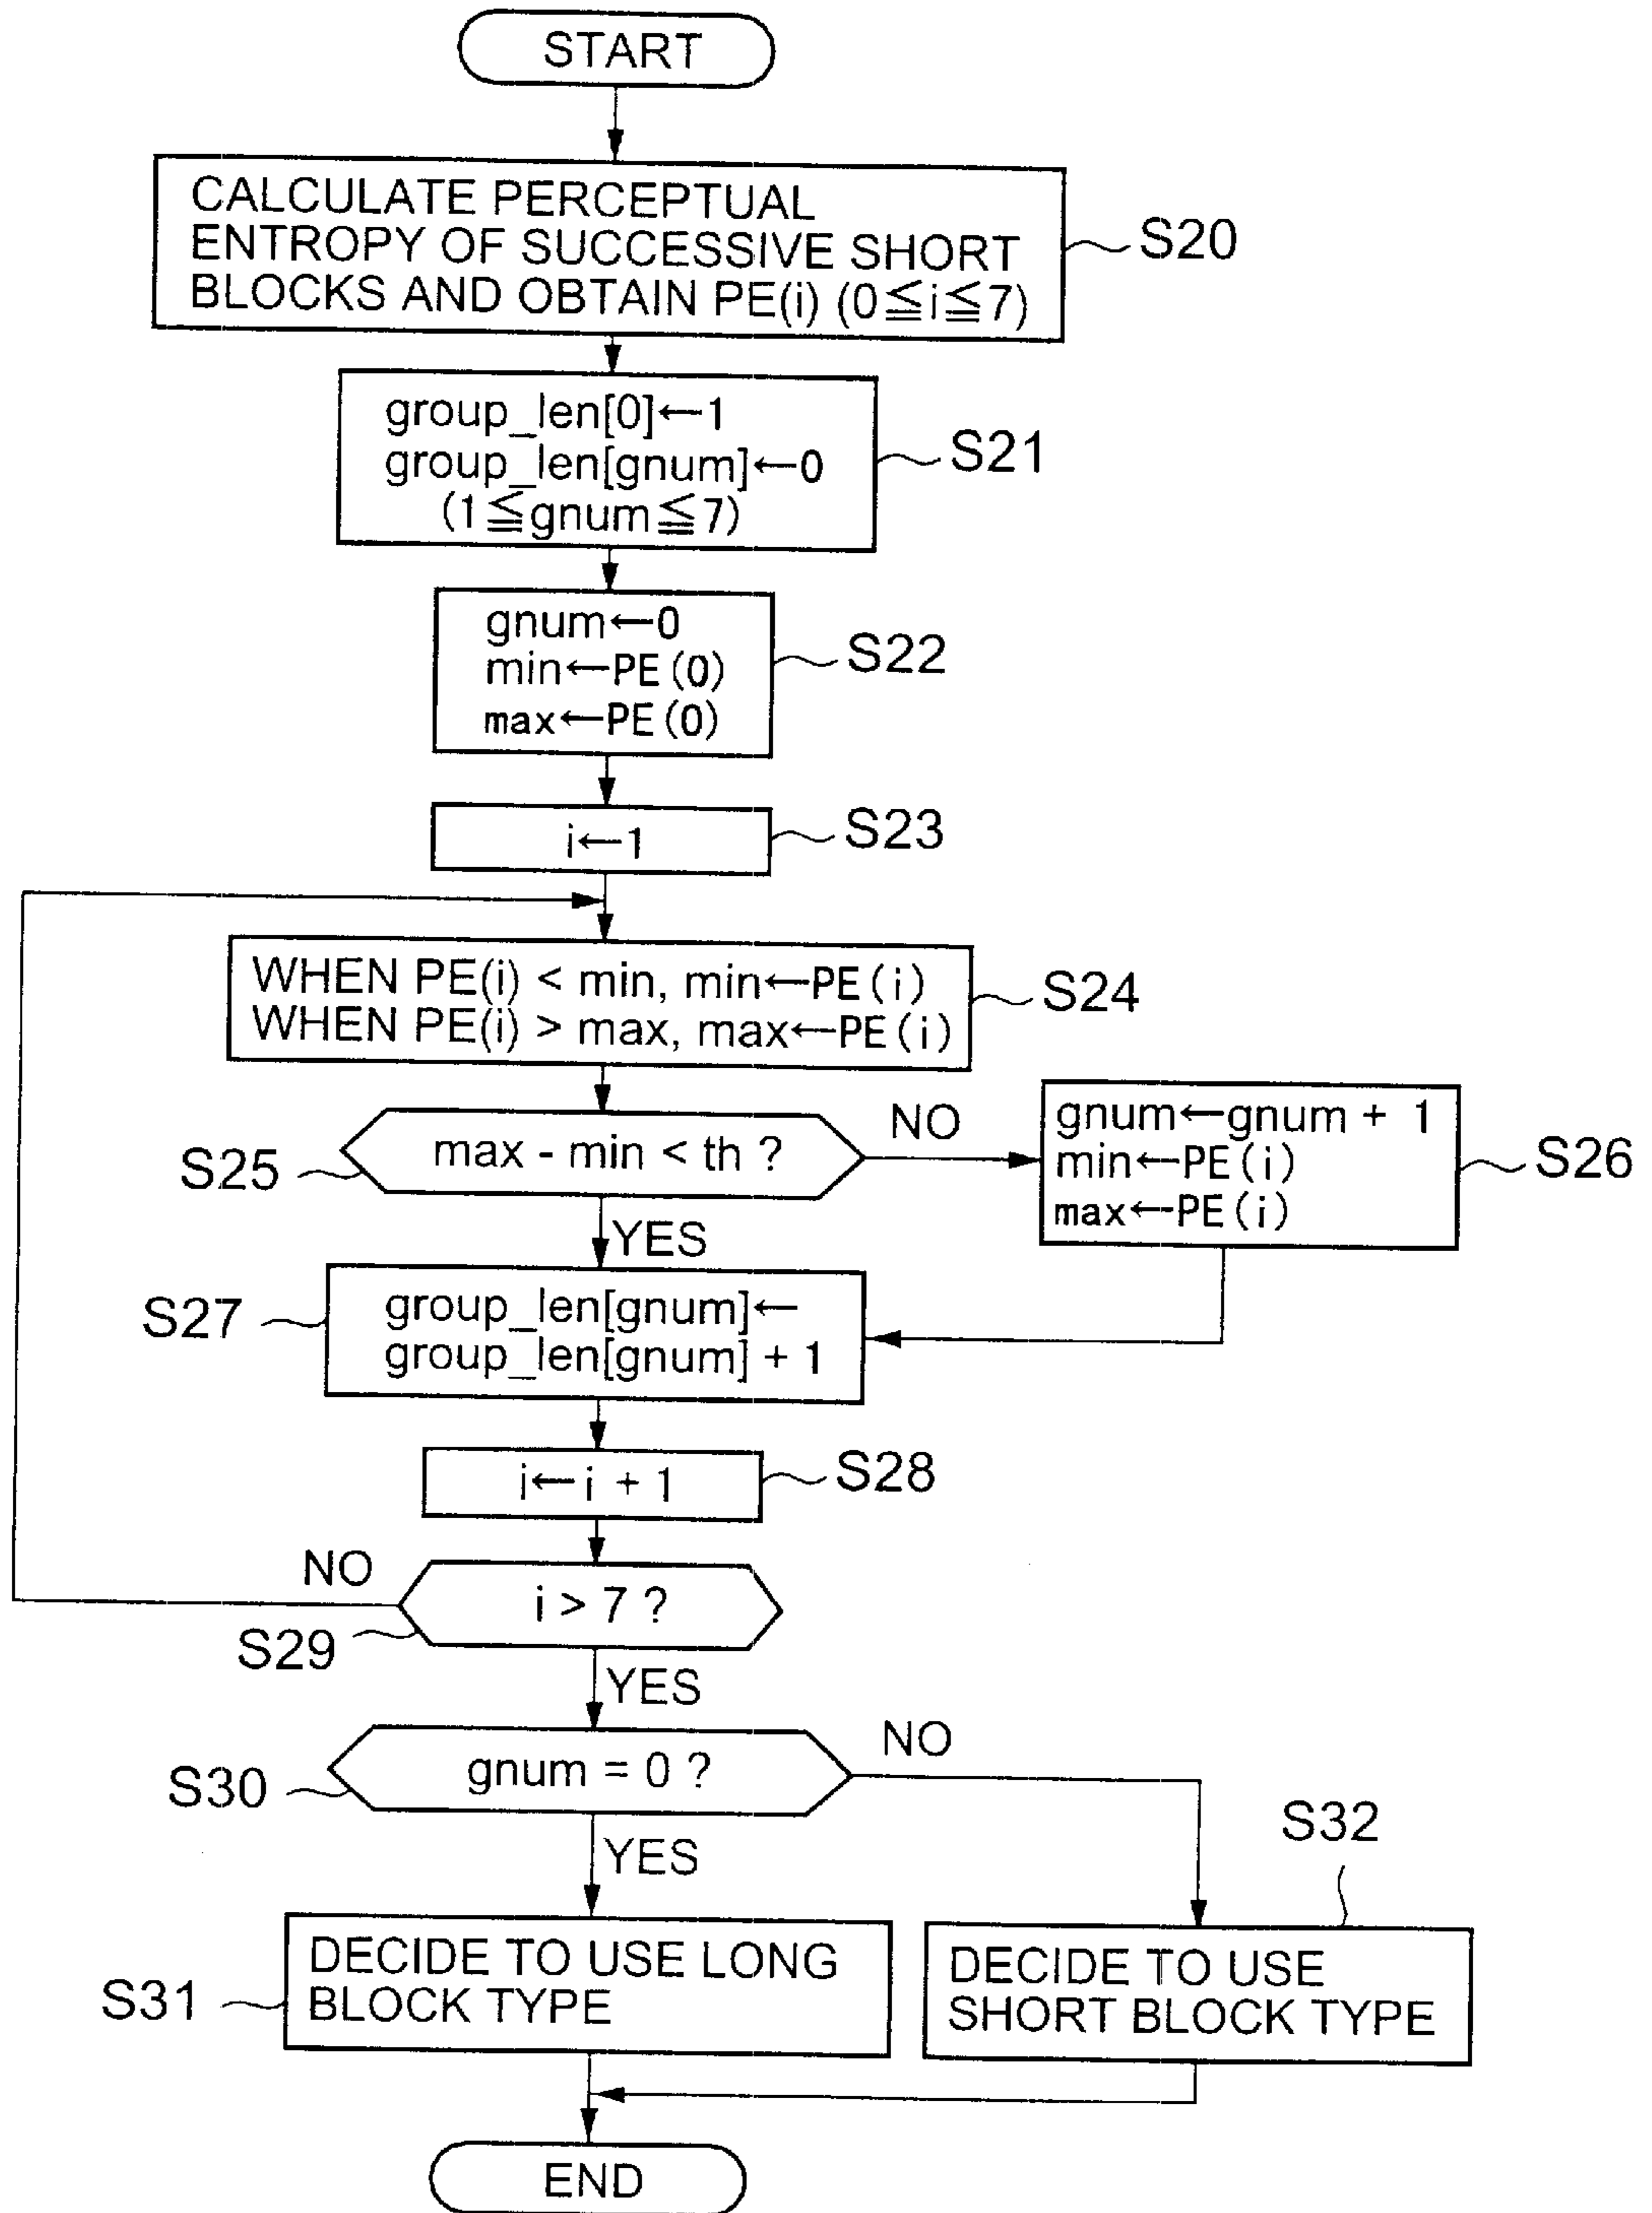 START
CALCULATE PERCEPTUAL
ENTROPY OF SUCCESSIVE SHORT
BLOCKS AND OBTAIN PE(i) (0≦i≦7)
S20
group_len[0]←1
group_len[gnum]←0
(1≦gnum≦7)
S21
gnum←0
min←PE(0)
max←PE(0)
S22
i←1
S23
WHEN PE(i) < min, min←PE(i)
WHEN PE(i) > max, max←PE(i)
S24
max - min < th ?
S25
NO
YES
gnum←gnum + 1
min←PE(i)
max←PE(i)
S26
group_len[gnum]←
group_len[gnum] + 1
S27
i←i + 1
S28
i > 7 ?
S29
NO
YES
gnum = 0 ?
S30
NO
YES
S32
DECIDE TO USE LONG
BLOCK TYPE
S31
DECIDE TO USE
SHORT BLOCK TYPE
END